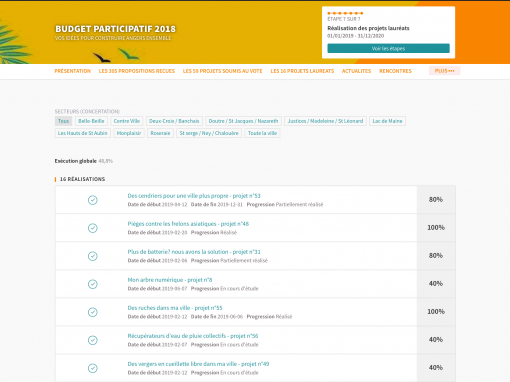 BUDGET PARTICIPATIF 2018
VOS IDÉES POUR CONSTRUIRE ANGERS ENSEMBLE
ÉTAPE 7 SUR 7
Réalisation des projets lauréats
01/01/2019 - 31/12/2020
Voir les étapes
PRÉSENTATION LES 305 PROPOSITIONS RECUES LES 55 PROJETS SOUMIS AU VOTE LES 16 PROJETS LAUREATS ACTUALITES RENCONTRES PLUS •••
SECTEURS (CONCERTATION)
Tous Belle-Beille Centre Ville Deux-Croix / Banchais Doutre / St Jacques / Nazareth Justices / Madeleine / St Léonard Lac de Maine
Les Hauts de St Aubin Monplaisir Roseraie St serge / Ney / Chalouère Toute la ville
Exécution globale 48,8%
16 RÉALISATIONS
Des cendriers pour une ville plus propre - projet n°53
Date de début 2019-04-12 Date de fin 2019-12-31 Progression Partiellement réalisé
80%
Pièges contre les frelons asiatiques - projet n°48
Date de début 2019-02-20 Progression Réalisé
100%
Plus de batterie? nous avons la solution - projet n°31
Date de début 2019-02-06 Progression Partiellement réalisé
80%
Mon arbre numérique - projet n°8
Date de début 2019-06-07 Progression En cours d'étude
40%
Des ruches dans ma ville - projet n°55
Date de début 2019-02-12 Date de fin 2019-06-06 Progression Réalisé
100%
Récupérateurs d'eau de pluie collectifs - projet n°56
Date de début 2019-02-07 Progression En cours d'étude
40%
Des vergers en cueillette libre dans ma ville - projet n°49
Date de début 2019-02-12 Progression En cours d'étude
40%